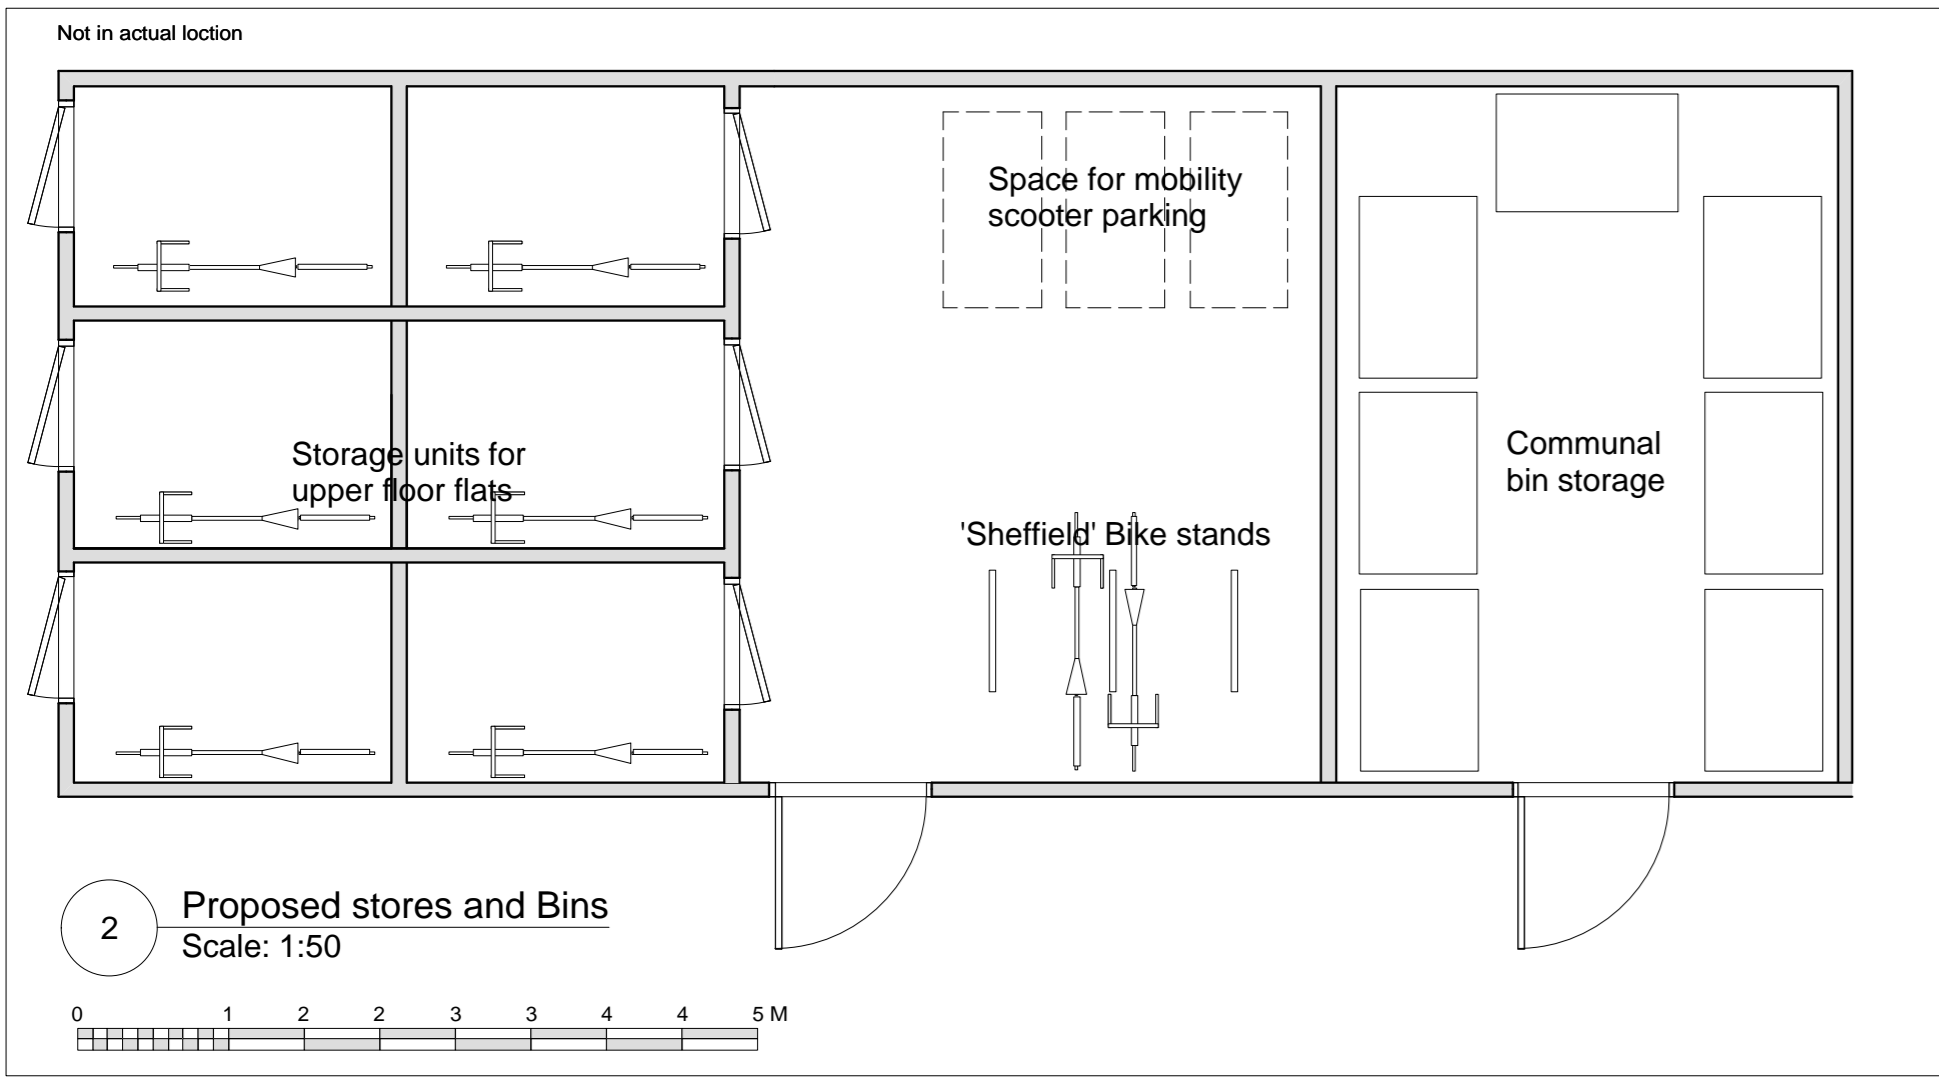 Not in actual loction
Space for mobility
scooter parking
Storage units for
upper floor flats
Communal
bin storage
'Sheffield' Bike stands
2
Proposed stores and Bins
Scale: 1:50
0 1 2 2 3 3 4 4 5 M